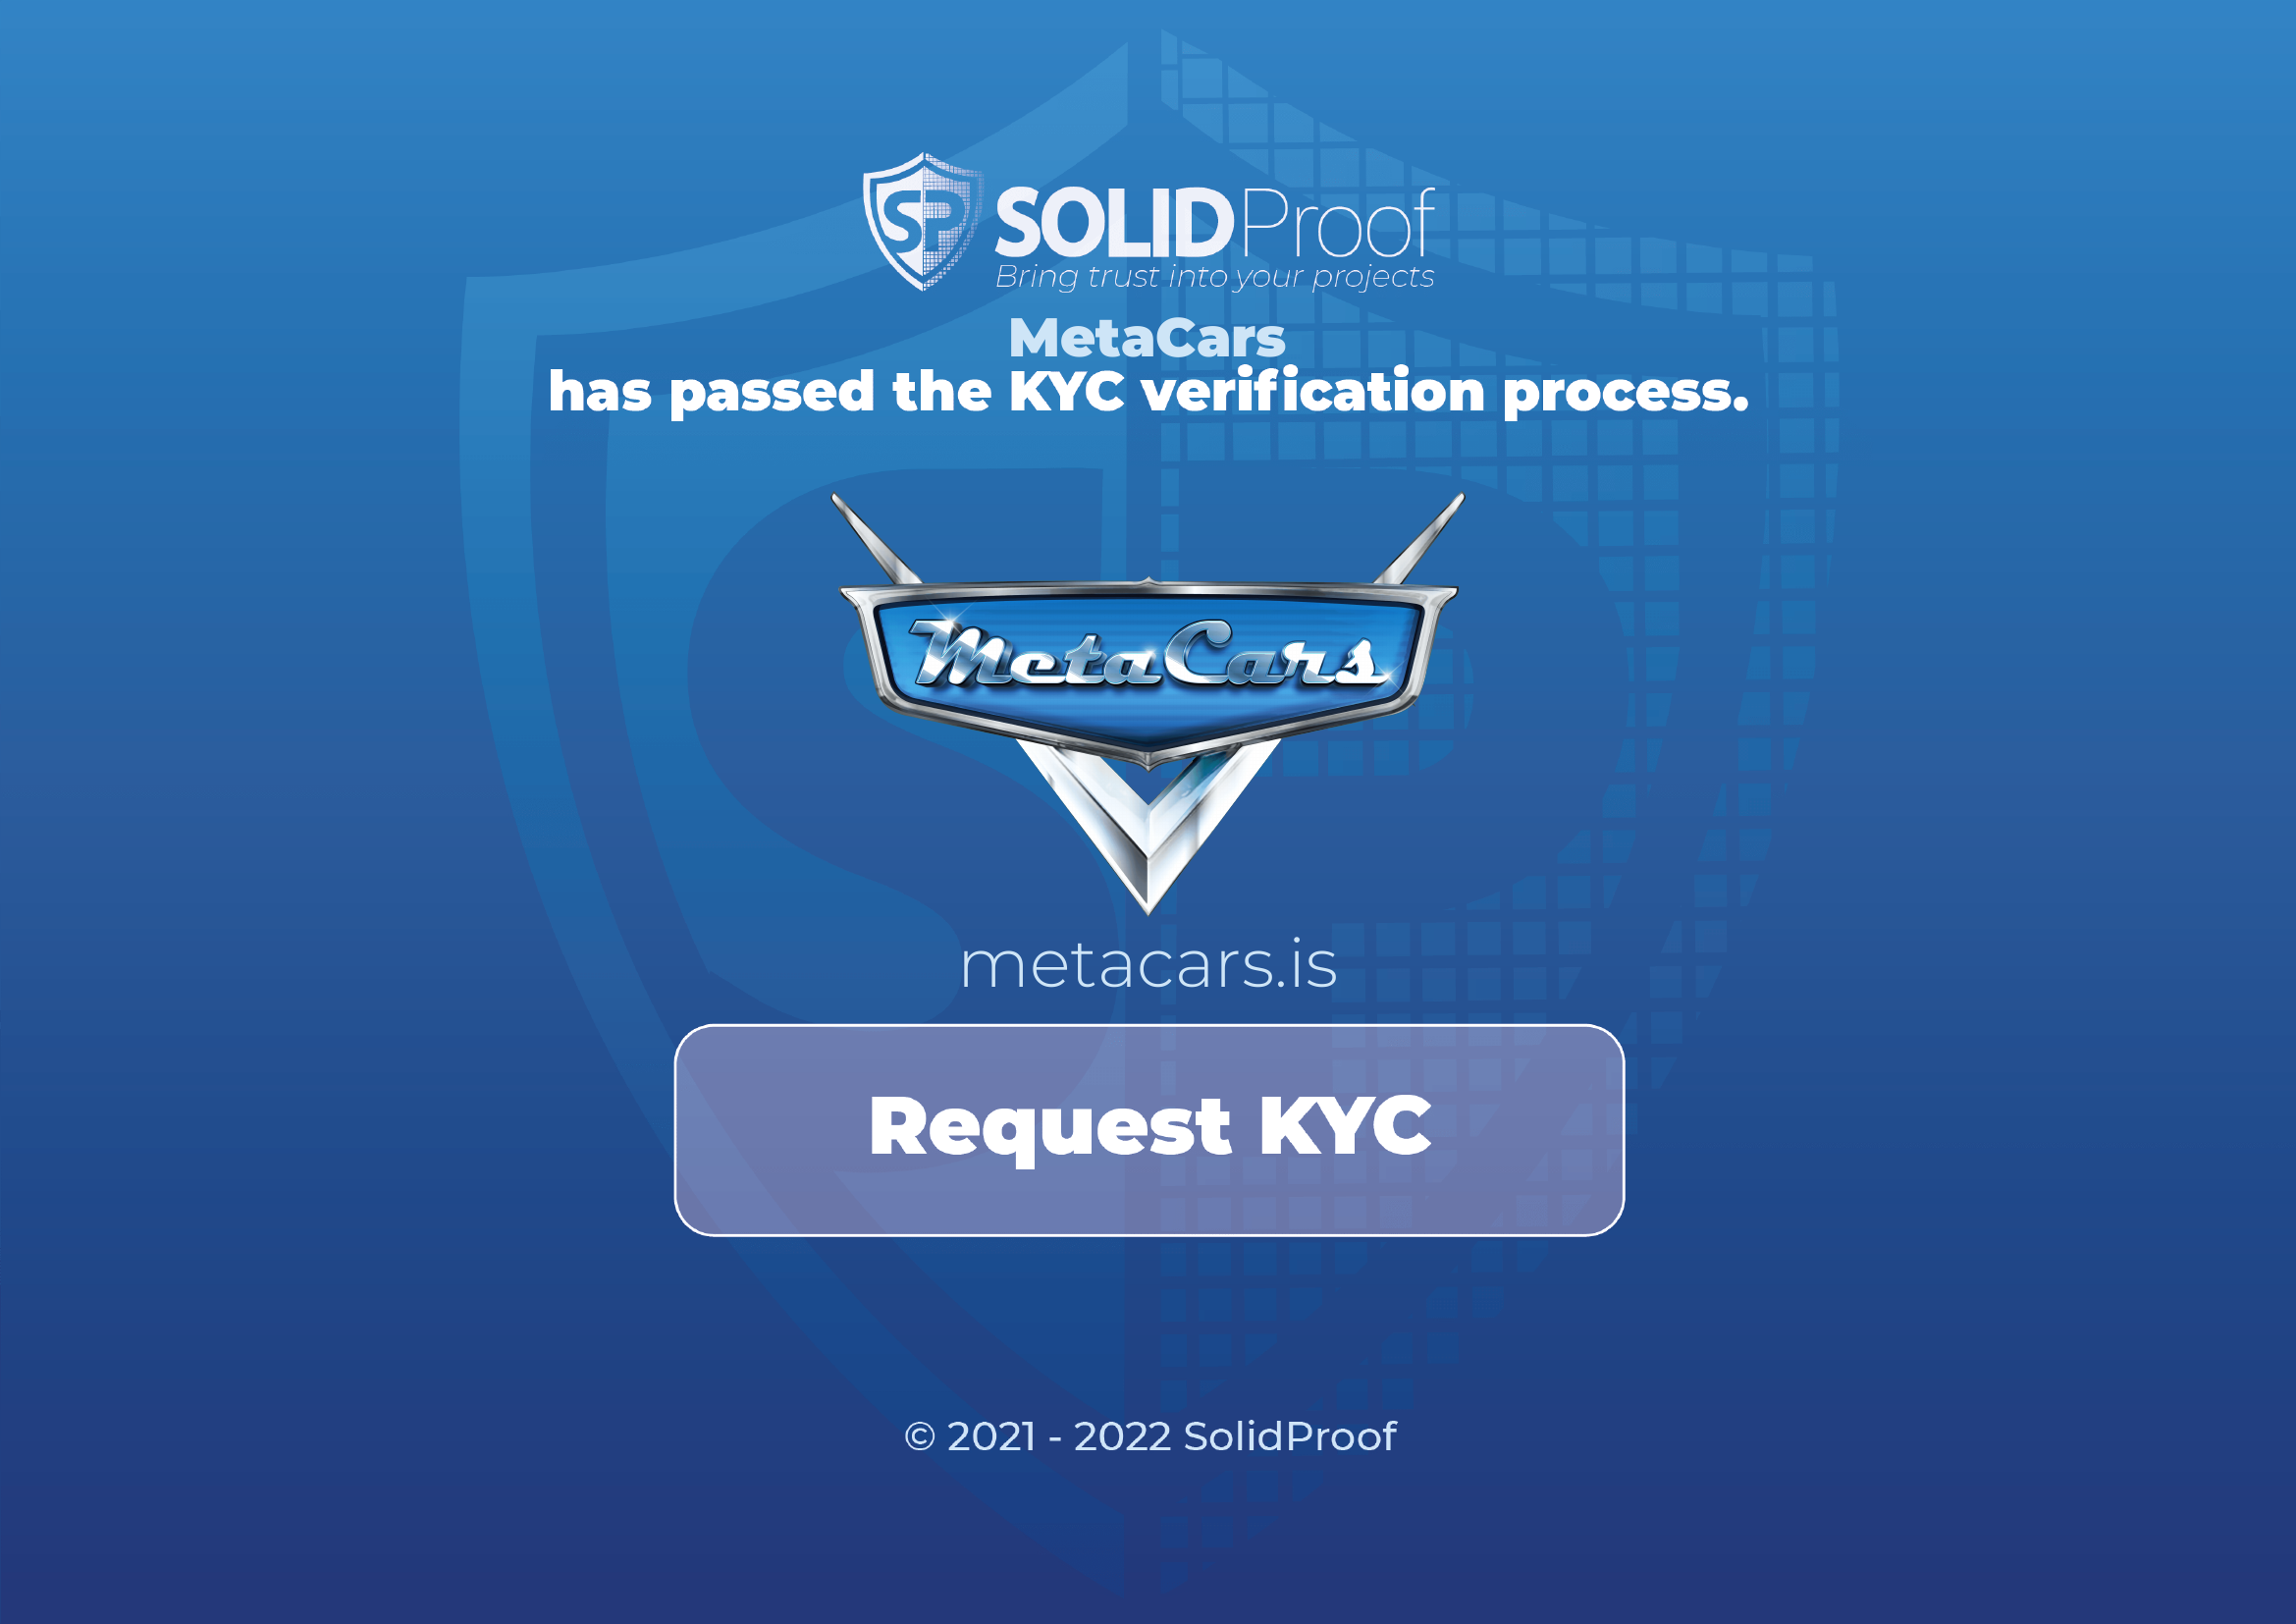 SP SOLIDProof
Bring trust into your projects
MetaCars
has passed the KYC verification process.
MetaCars
metacars.is
Request KYC
© 2021 - 2022 SolidProof